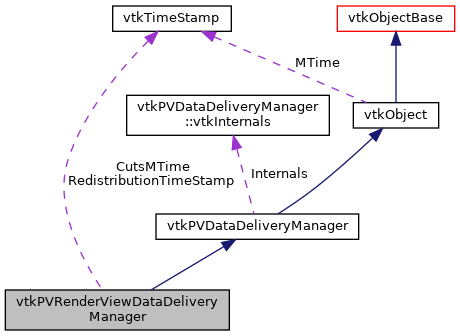 vtkTimeStamp
vtkObjectBase
MTime
vtkPVDataDeliveryManager
::vtkInternals
vtkObject
CutsMTime
RedistributionTimeStamp
Internals
vtkPVDataDeliveryManager
vtkPVRenderViewDataDelivery
Manager